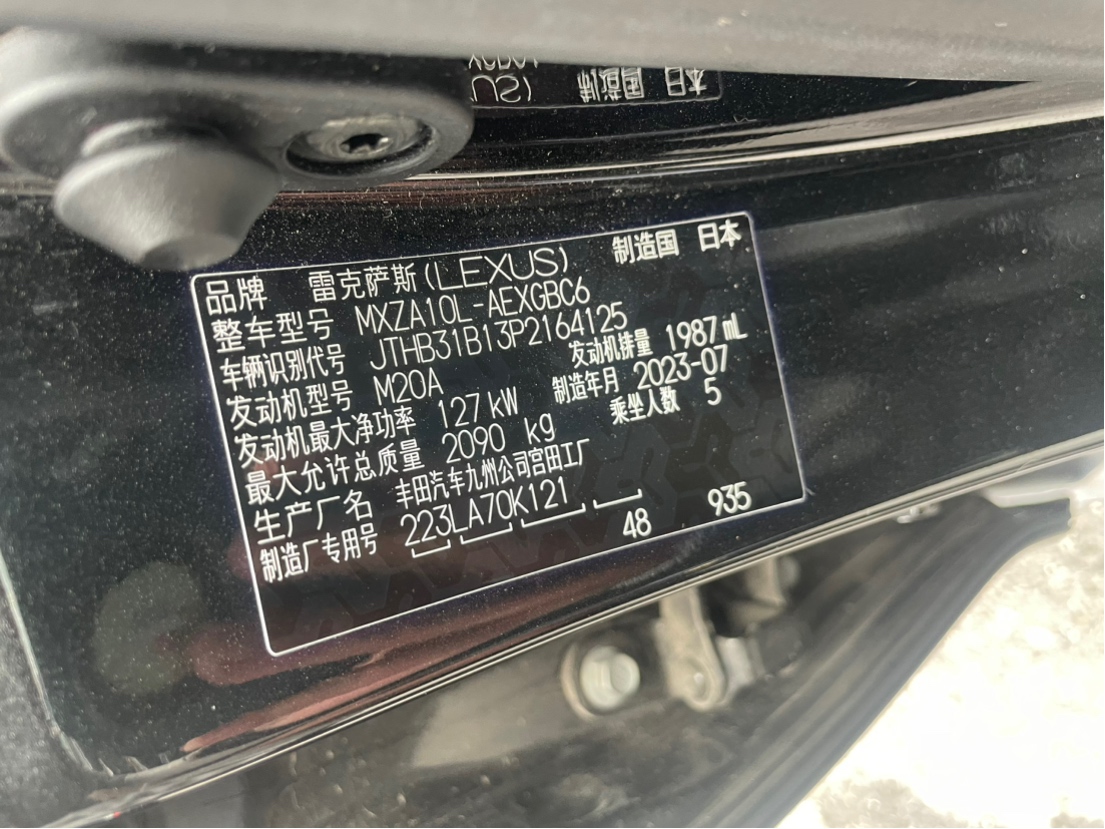 品牌 雷克萨斯(LEXUS) 制造国 日本
整车型号 MXZA10L-AEXGBC6
车辆识别代号 JTHB31B13P2164125
发动机型号 M20A 发动机排量 1987mL
发动机最大净功率 127kW 制造年月 2023-07
最大允许总质量 2090 kg 乘坐人数 5
生产厂名 丰田汽车九州公司宫田工厂
制造厂专用号 223LA70K121
48 935